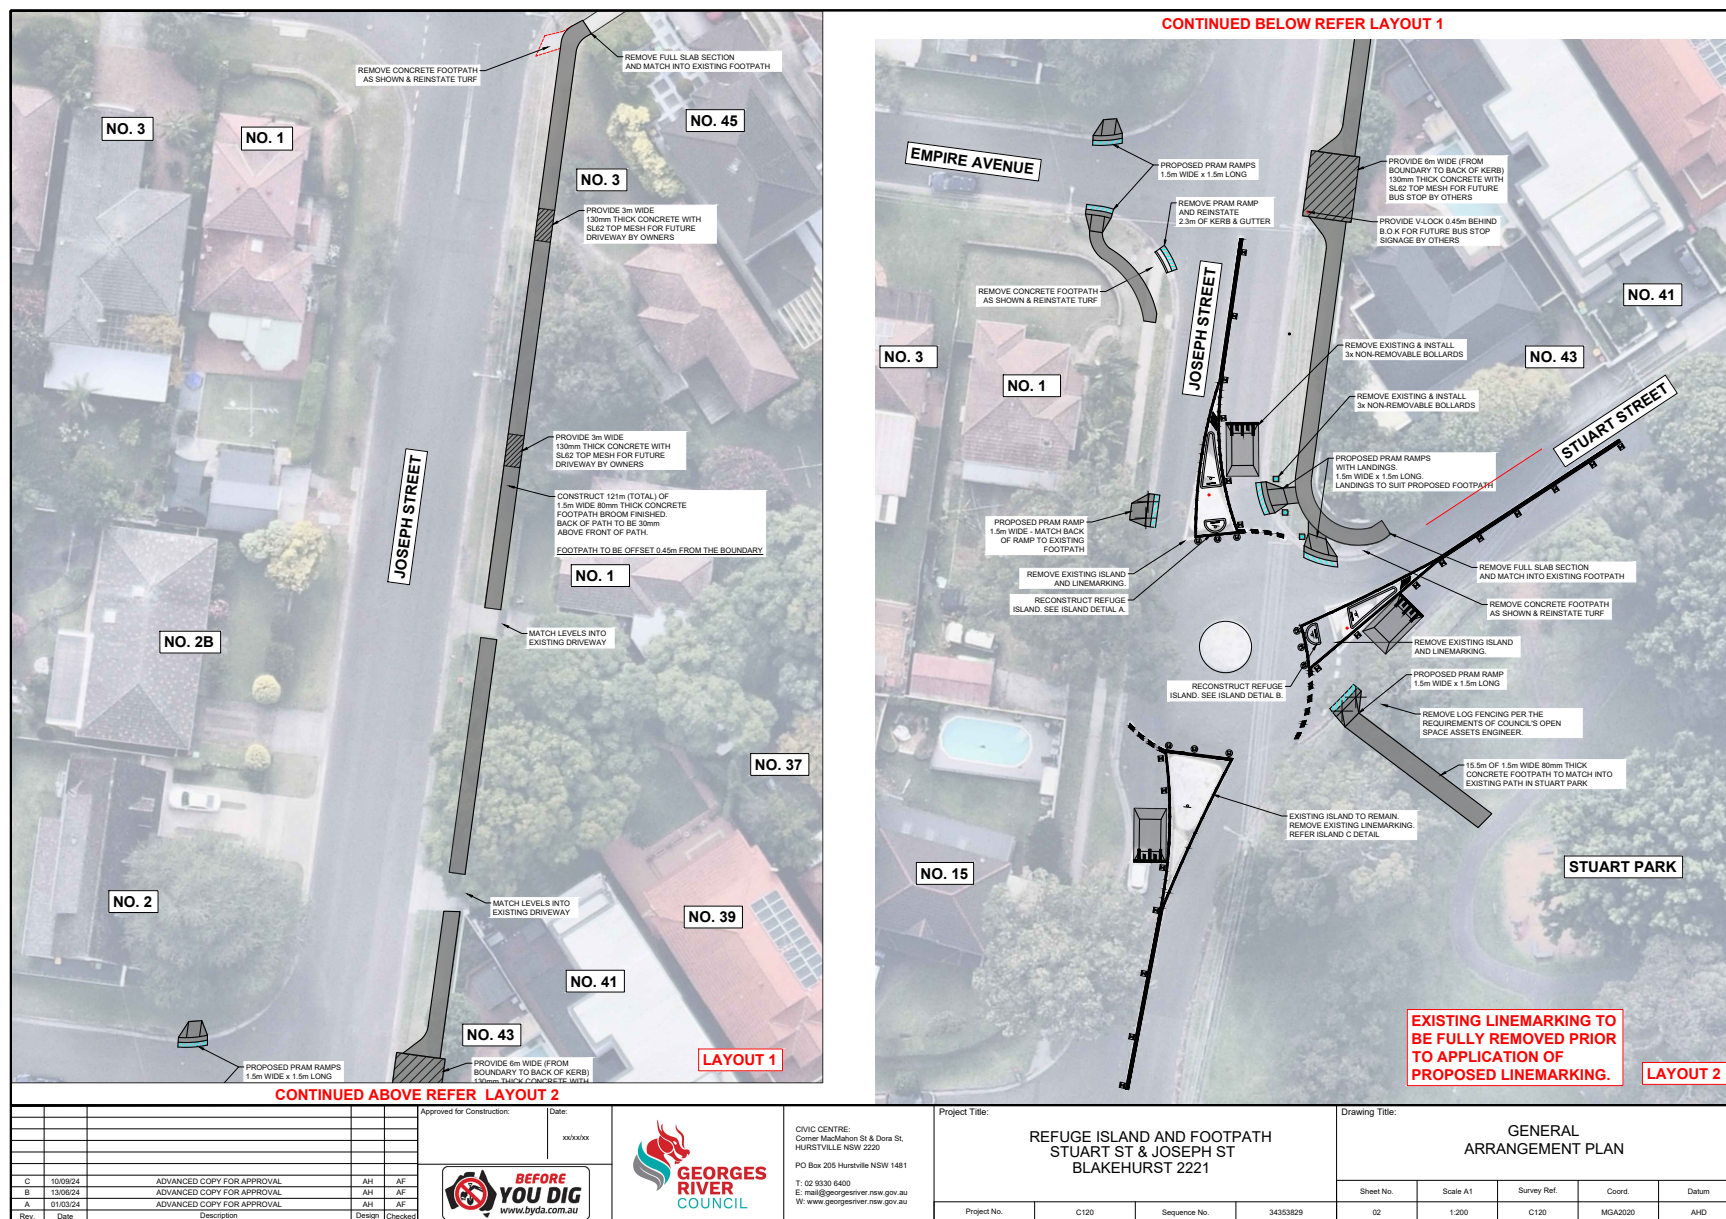 REMOVE CONCRETE FOOTPATH
AS SHOWN & REINSTATE TURF
REMOVE FULL SLAB SECTION
AND MATCH INTO EXISTING FOOTPATH
NO. 3
NO. 1
NO. 45
NO. 3
PROVIDE 3m WIDE
130mm THICK CONCRETE WITH
SL62 TOP MESH FOR FUTURE
DRIVEWAY BY OWNERS
PROVIDE 3m WIDE
130mm THICK CONCRETE WITH
SL62 TOP MESH FOR FUTURE
DRIVEWAY BY OWNERS
JOSEPH STREET
CONSTRUCT 121m (TOTAL) OF
1.5m WIDE 80mm THICK CONCRETE
FOOTPATH BROOM FINISHED.
BACK OF PATH TO BE 30mm
ABOVE FRONT OF PATH.
FOOTPATH TO BE OFFSET 0.45m FROM THE BOUNDARY
NO. 1
NO. 2B
MATCH LEVELS INTO
EXISTING DRIVEWAY
NO. 37
NO. 2
MATCH LEVELS INTO
EXISTING DRIVEWAY
NO. 39
NO. 41
NO. 43
PROPOSED PRAM RAMPS
1.5m WIDE x 1.5m LONG
PROVIDE 6m WIDE (FROM
BOUNDARY TO BACK OF KERB)
130mm THICK CONCRETE WITH
LAYOUT 1
CONTINUED ABOVE REFER LAYOUT 2
CONTINUED BELOW REFER LAYOUT 1
EMPIRE AVENUE
PROPOSED PRAM RAMPS
1.5m WIDE x 1.5m LONG
PROVIDE 6m WIDE (FROM
BOUNDARY TO BACK OF KERB)
130mm THICK CONCRETE WITH
SL62 TOP MESH FOR FUTURE
BUS STOP BY OTHERS
REMOVE PRAM RAMP
AND REINSTATE
2.3m OF KERB & GUTTER
PROVIDE V-LOCK 0.45m BEHIND
B.O.K FOR FUTURE BUS STOP
SIGNAGE BY OTHERS
REMOVE CONCRETE FOOTPATH
AS SHOWN & REINSTATE TURF
JOSEPH STREET
NO. 41
NO. 3
NO. 1
REMOVE EXISTING & INSTALL
3x NON-REMOVABLE BOLLARDS
NO. 43
REMOVE EXISTING & INSTALL
3x NON-REMOVABLE BOLLARDS
STUART STREET
PROPOSED PRAM RAMPS
WITH LANDINGS.
1.5m WIDE x 1.5m LONG.
LANDINGS TO SUIT PROPOSED FOOTPATH
PROPOSED PRAM RAMP
1.5m WIDE - MATCH BACK
OF RAMP TO EXISTING
FOOTPATH
REMOVE EXISTING ISLAND
AND LINEMARKING.
RECONSTRUCT REFUGE
ISLAND. SEE ISLAND DETIAL A.
REMOVE FULL SLAB SECTION
AND MATCH INTO EXISTING FOOTPATH
REMOVE CONCRETE FOOTPATH
AS SHOWN & REINSTATE TURF
REMOVE EXISTING ISLAND
AND LINEMARKING.
RECONSTRUCT REFUGE
ISLAND. SEE ISLAND DETIAL B.
PROPOSED PRAM RAMP
1.5m WIDE x 1.5m LONG
REMOVE LOG FENCING PER THE
REQUIREMENTS OF COUNCIL'S OPEN
SPACE ASSETS ENGINEER.
15.5m OF 1.5m WIDE 80mm THICK
CONCRETE FOOTPATH TO MATCH INTO
EXISTING PATH IN STUART PARK
EXISTING ISLAND TO REMAIN.
REMOVE EXISTING LINEMARKING.
REFER ISLAND C DETAIL
NO. 15
STUART PARK
EXISTING LINEMARKING TO
BE FULLY REMOVED PRIOR
TO APPLICATION OF
PROPOSED LINEMARKING.
LAYOUT 2
C 10/09/24 ADVANCED COPY FOR APPROVAL AH AF
B 13/06/24 ADVANCED COPY FOR APPROVAL AH AF
A 01/03/24 ADVANCED COPY FOR APPROVAL AH AF
Rev. Date Description Design Checked
Approved for Construction: Date:
xx/xx/xx
BEFORE
YOU DIG
www.byda.com.au
GEORGES
RIVER
COUNCIL
CIVIC CENTRE:
Corner MacMahon St & Dora St,
HURSTVILLE NSW 2220
PO Box 205 Hurstville NSW 1481
T: 02 9330 6400
E: mail@georgesriver.nsw.gov.au
W: www.georgesriver.nsw.gov.au
Project Title:
REFUGE ISLAND AND FOOTPATH
STUART ST & JOSEPH ST
BLAKEHURST 2221
Project No. C120 Sequence No. 34353829
Drawing Title:
GENERAL
ARRANGEMENT PLAN
Sheet No. Scale A1 Survey Ref. Coord. Datum
02 1:200 C120 MGA2020 AHD